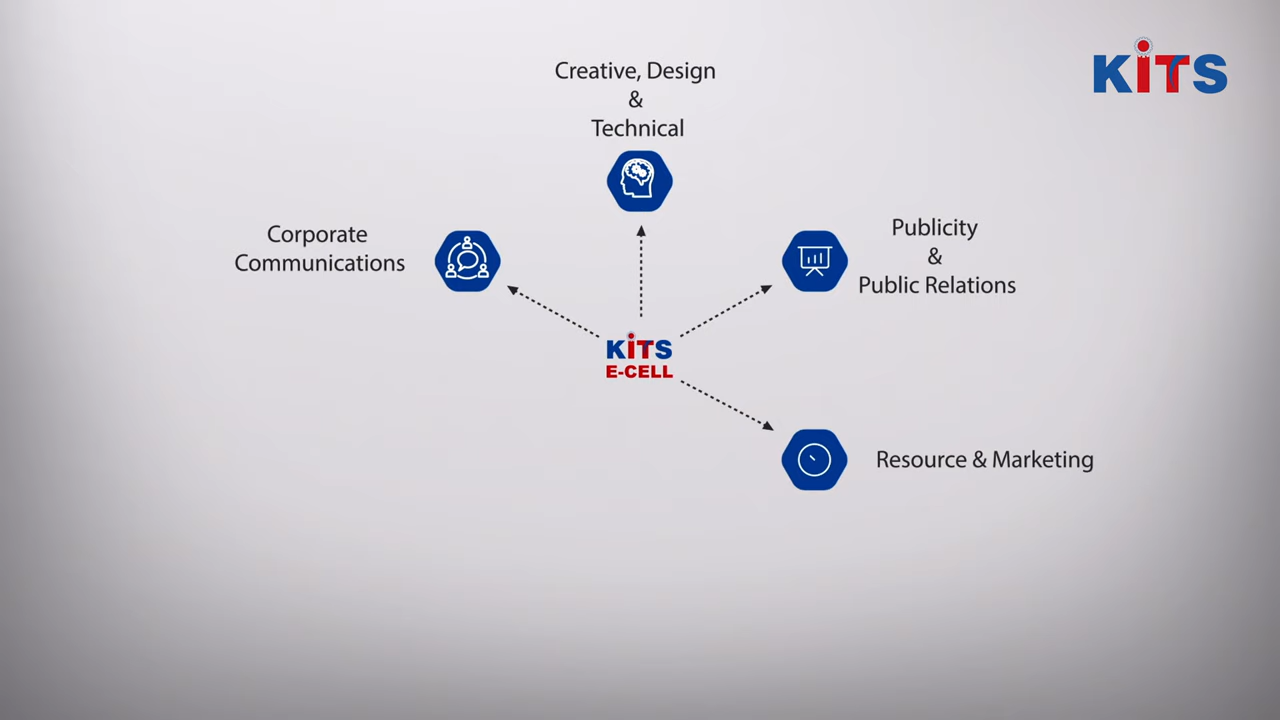 KiTS
Creative, Design
&
Technical
Corporate
Communications
Publicity
&
Public Relations
KiTS
E-CELL
Resource & Marketing